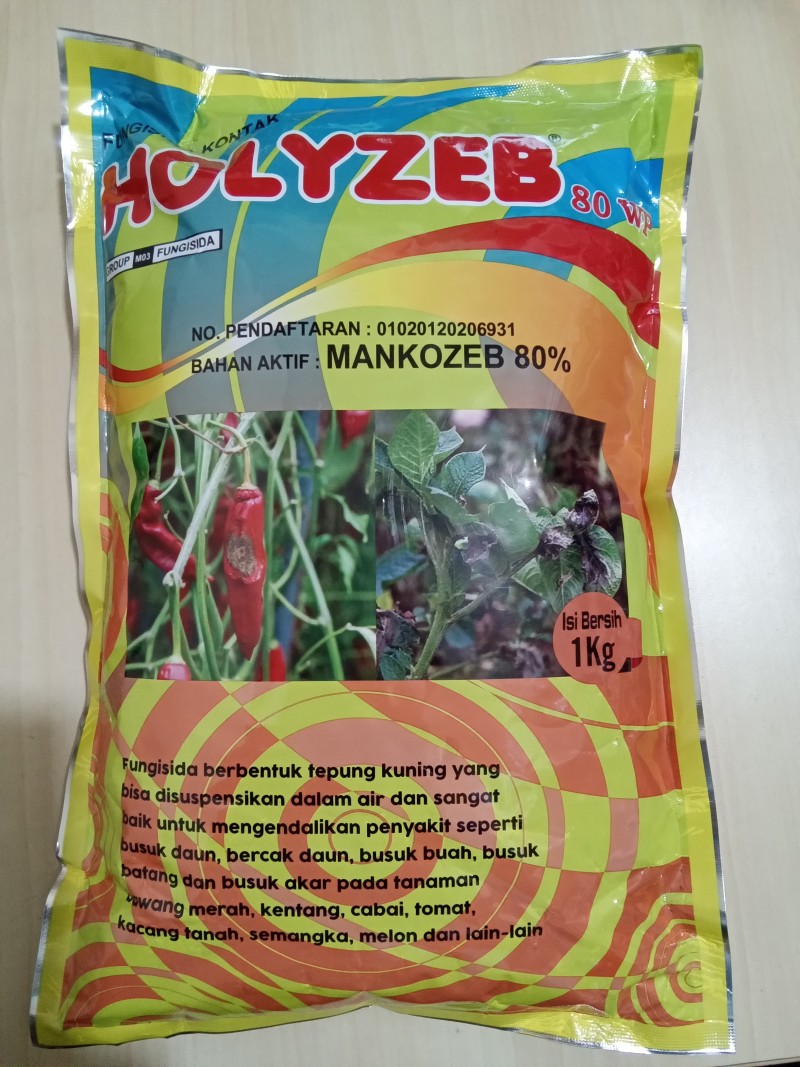 FUNGISIDA KONTAK
HOLYZEB®
80 WP
GROUP M03 FUNGISIDA
NO. PENDAFTARAN : 01020120206931
BAHAN AKTIF : MANKOZEB 80%
Isi Bersih
1Kg
Fungisida berbentuk tepung kuning yang
bisa disuspensikan dalam air dan sangat
baik untuk mengendalikan penyakit seperti
busuk daun, bercak daun, busuk buah, busuk
batang dan busuk akar pada tanaman
bawang merah, kentang, cabai, tomat,
kacang tanah, semangka, melon dan lain-lain